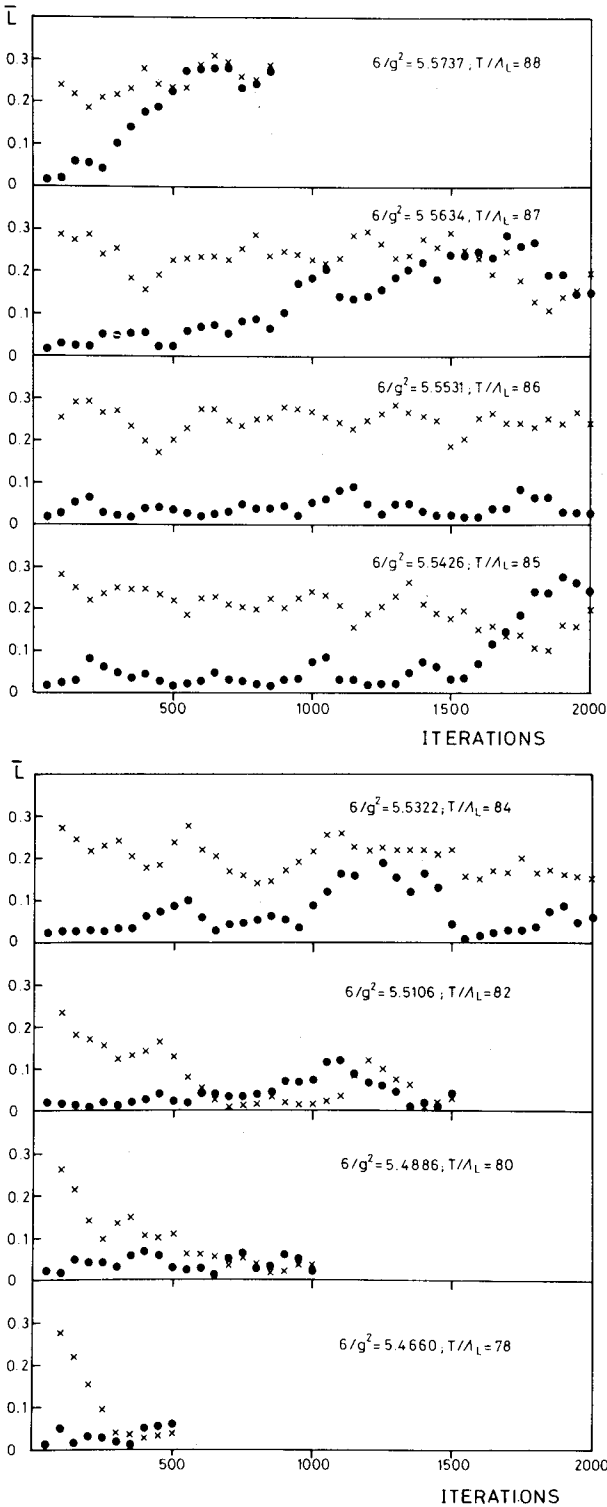 L̄
0.3
0.2
0.1
0
6/g² = 5.5737 ; T/Λ_L = 88
0.3
0.2
0.1
0
6/g² = 5.5634 ; T/Λ_L = 87
0.3
0.2
0.1
0
6/g² = 5.5531 ; T/Λ_L = 86
0.3
0.2
0.1
0
6/g² = 5.5426 ; T/Λ_L = 85
500 1000 1500 2000
ITERATIONS
L̄
0.3
0.2
0.1
0
6/g² = 5.5322 ; T/Λ_L = 84
0.3
0.2
0.1
0
6/g² = 5.5106 ; T/Λ_L = 82
0.3
0.2
0.1
0
6/g² = 5.4886 ; T/Λ_L = 80
0.3
0.2
0.1
0
6/g² = 5.4660 ; T/Λ_L = 78
500 1000 1500 2000
ITERATIONS